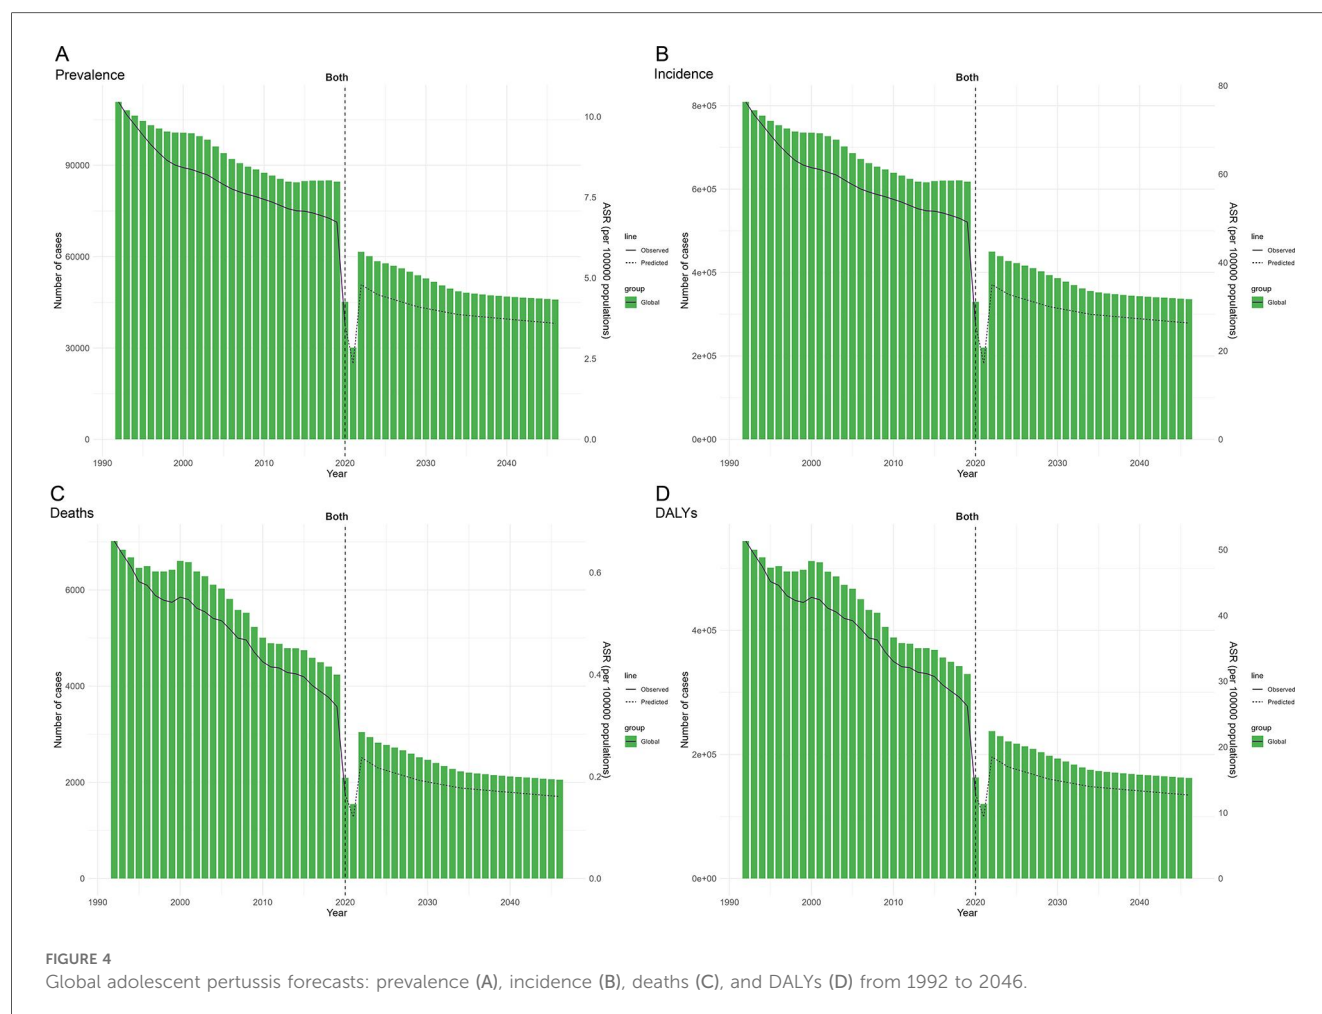 A
Prevalence
Both
Number of cases
90000
60000
30000
0
10.0
7.5
5.0
2.5
0.0
ASR (per 100000 populations)
1990
2000
2010
2020
2030
2040
Year
line
Observed
Predicted
group
Global
B
Incidence
Both
Number of cases
8e+05
6e+05
4e+05
2e+05
0e+00
80
60
40
20
0
ASR (per 100000 populations)
1990
2000
2010
2020
2030
2040
Year
line
Observed
Predicted
group
Global
C
Deaths
Both
Number of cases
6000
4000
2000
0
0.6
0.4
0.2
0.0
ASR (per 100000 populations)
1990
2000
2010
2020
2030
2040
Year
line
Observed
Predicted
group
Global
D
DALYs
Both
Number of cases
4e+05
2e+05
0e+00
50
40
30
20
10
0
ASR (per 100000 populations)
1990
2000
2010
2020
2030
2040
Year
line
Observed
Predicted
group
Global
FIGURE 4
Global adolescent pertussis forecasts: prevalence (A), incidence (B), deaths (C), and DALYs (D) from 1992 to 2046.